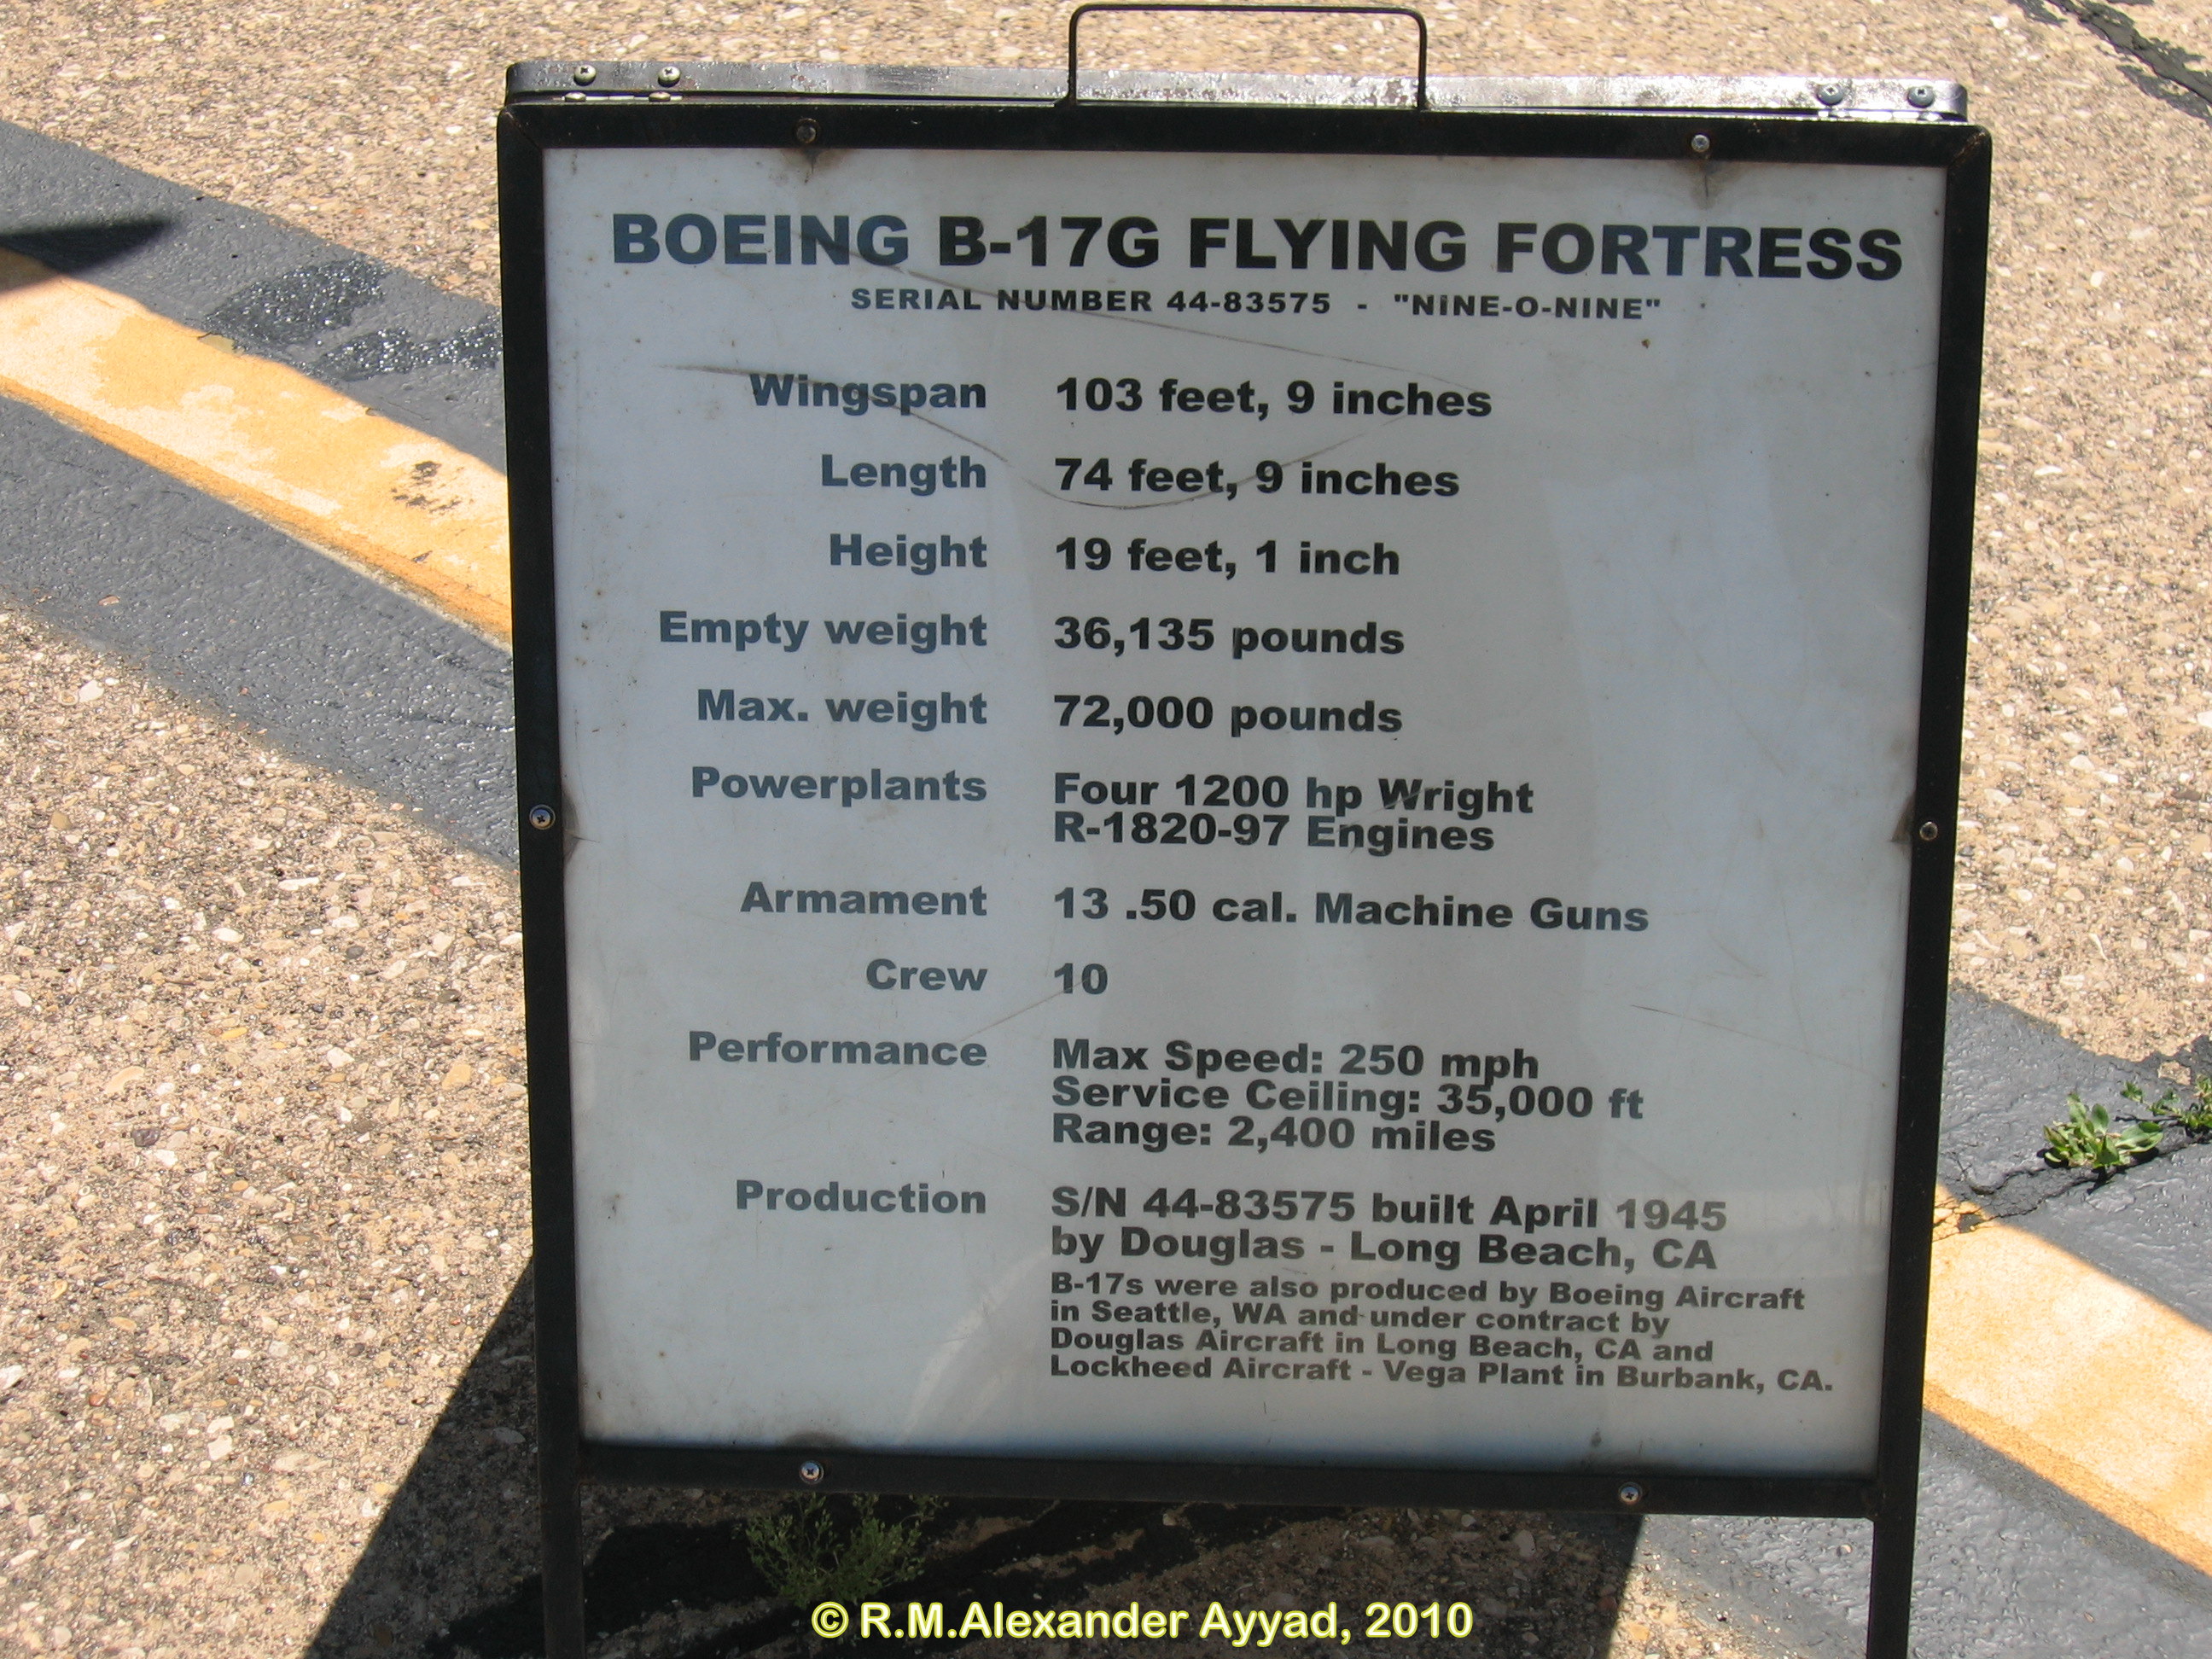 BOEING B-17G FLYING FORTRESS
SERIAL NUMBER 44-83575 - "NINE-O-NINE"
Wingspan 103 feet, 9 inches
Length 74 feet, 9 inches
Height 19 feet, 1 inch
Empty weight 36,135 pounds
Max. weight 72,000 pounds
Powerplants Four 1200 hp Wright
R-1820-97 Engines
Armament 13 .50 cal. Machine Guns
Crew 10
Performance Max Speed: 250 mph
Service Ceiling: 35,000 ft
Range: 2,400 miles
Production S/N 44-83575 built April 1945
by Douglas - Long Beach, CA
B-17s were also produced by Boeing Aircraft
in Seattle, WA and under contract by
Douglas Aircraft in Long Beach, CA and
Lockheed Aircraft - Vega Plant in Burbank, CA.
© R.M.Alexander Ayyad, 2010